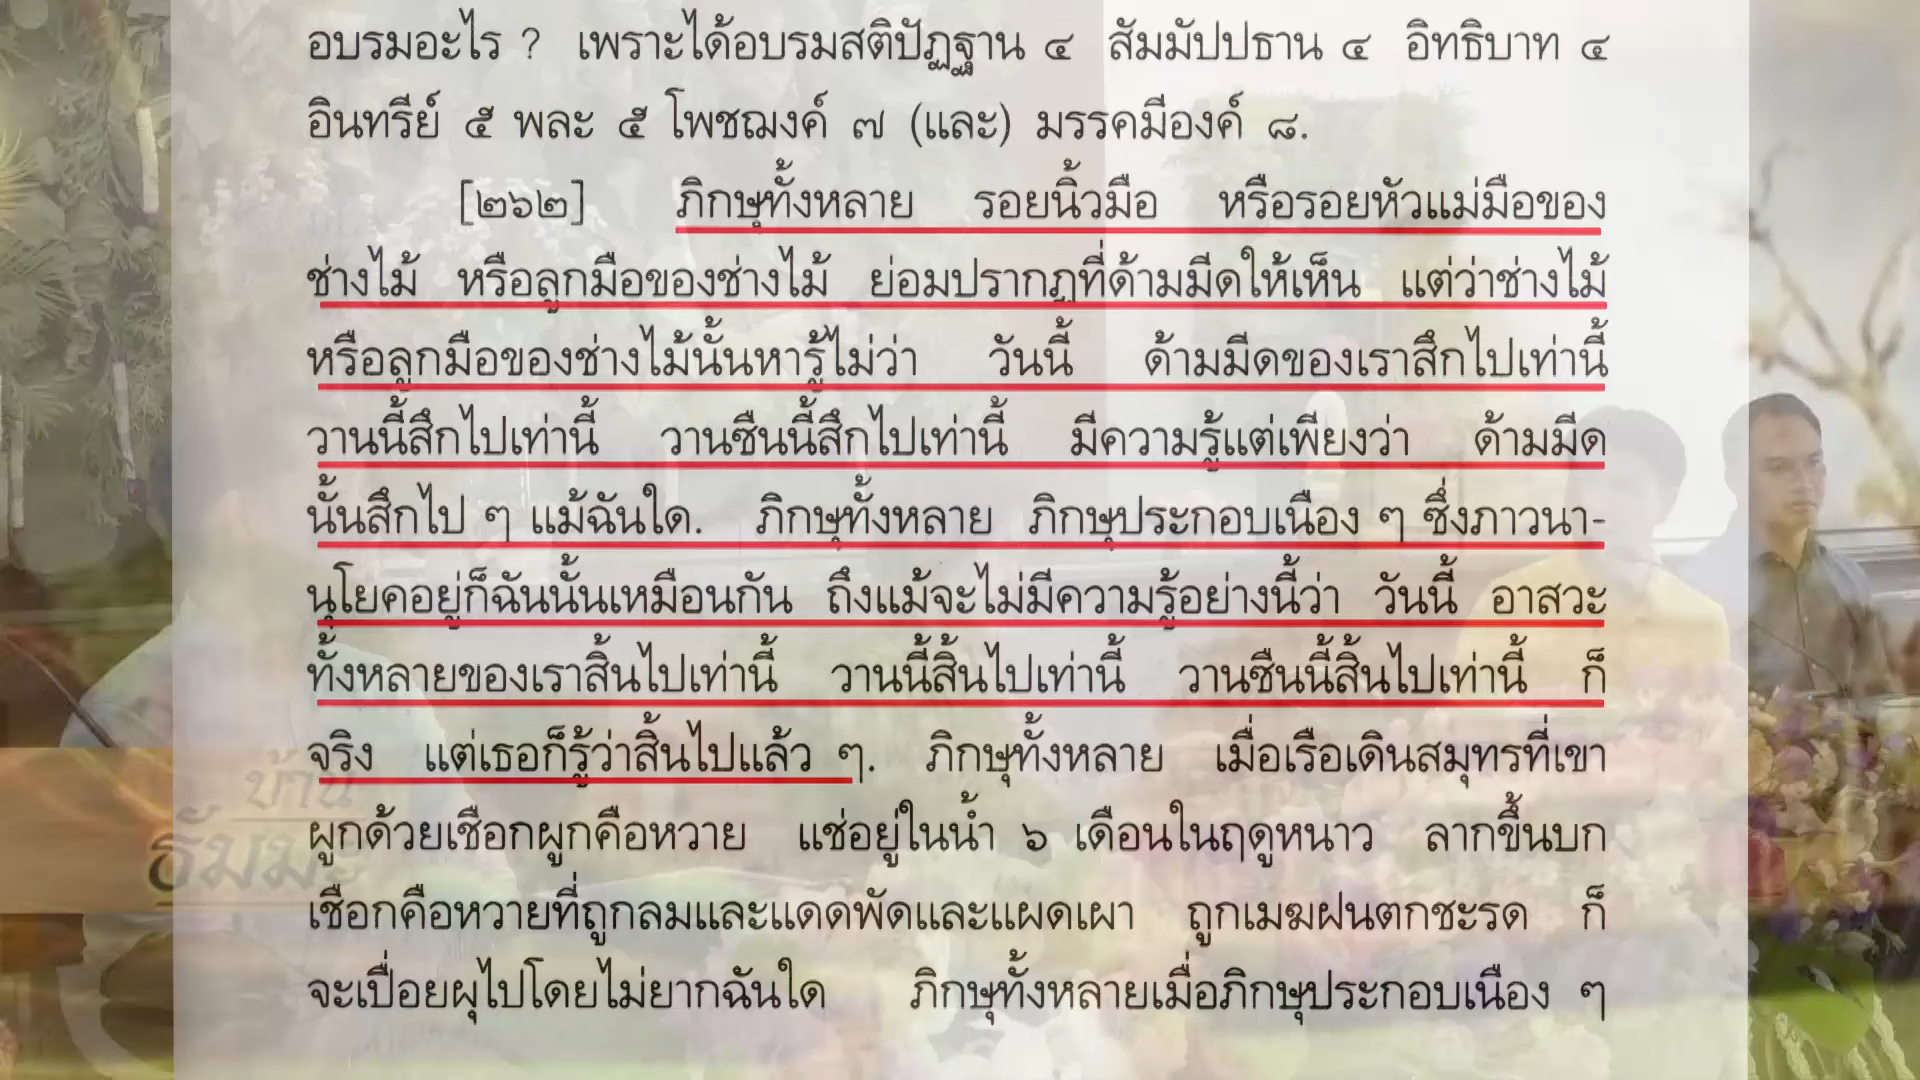 อบรมอะไร ? เพราะได้อบรมสติปัฏฐาน ๔ สัมมัปปธาน ๔ อิทธิบาท ๔
อินทรีย์ ๕ พละ ๕ โพชฌงค์ ๗ (และ) มรรคมีองค์ ๘.
[๒๖๒] ภิกษุทั้งหลาย รอยนิ้วมือ หรือรอยหัวแม่มือของ
ช่างไม้ หรือลูกมือของช่างไม้ ย่อมปรากฏที่ด้ามมีดให้เห็น แต่ว่าช่างไม้
หรือลูกมือของช่างไม้นั้นหารู้ไม่ว่า วันนี้ ด้ามมีดของเราสึกไปเท่านี้
วานนี้สึกไปเท่านี้ วานซืนนี้สึกไปเท่านี้ มีความรู้แต่เพียงว่า ด้ามมีด
นั้นสึกไป ๆ แม้ฉันใด. ภิกษุทั้งหลาย ภิกษุประกอบเนือง ๆ ซึ่งภาวนา-
นุโยคอยู่ก็ฉันนั้นเหมือนกัน ถึงแม้จะไม่มีความรู้อย่างนี้ว่า วันนี้ อาสวะ
ทั้งหลายของเราสิ้นไปเท่านี้ วานนี้สิ้นไปเท่านี้ วานซืนนี้สิ้นไปเท่านี้ ก็
จริง แต่เธอก็รู้ว่าสิ้นไปแล้ว ๆ. ภิกษุทั้งหลาย เมื่อเรือเดินสมุทรที่เขา
ผูกด้วยเชือกผูกคือหวาย แช่อยู่ในน้ำ ๖ เดือนในฤดูหนาว ลากขึ้นบก
เชือกคือหวายที่ถูกลมและแดดพัดและแผดเผา ถูกเมฆฝนตกชะรด ก็
จะเปื่อยผุไปโดยไม่ยากฉันใด ภิกษุทั้งหลายเมื่อภิกษุประกอบเนือง ๆ
บ้าน
ธัมมะ